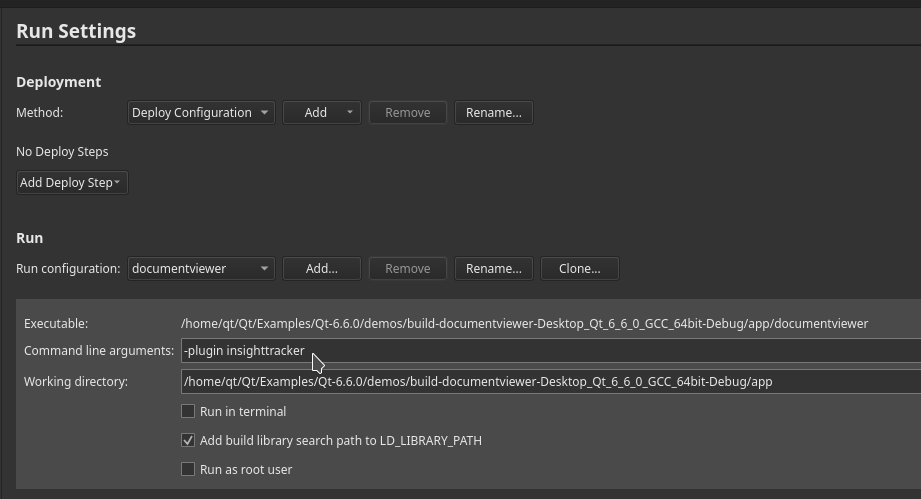 Run Settings
Deployment
Method: Deploy Configuration Add Remove Rename...
No Deploy Steps
Add Deploy Step
Run
Run configuration: documentviewer Add... Remove Rename... Clone...
Executable: /home/qt/Qt/Examples/Qt-6.6.0/demos/build-documentviewer-Desktop_Qt_6_6_0_GCC_64bit-Debug/app/documentviewer
Command line arguments: -plugin insighttracker
Working directory: /home/qt/Qt/Examples/Qt-6.6.0/demos/build-documentviewer-Desktop_Qt_6_6_0_GCC_64bit-Debug/app
Run in terminal
Add build library search path to LD_LIBRARY_PATH
Run as root user